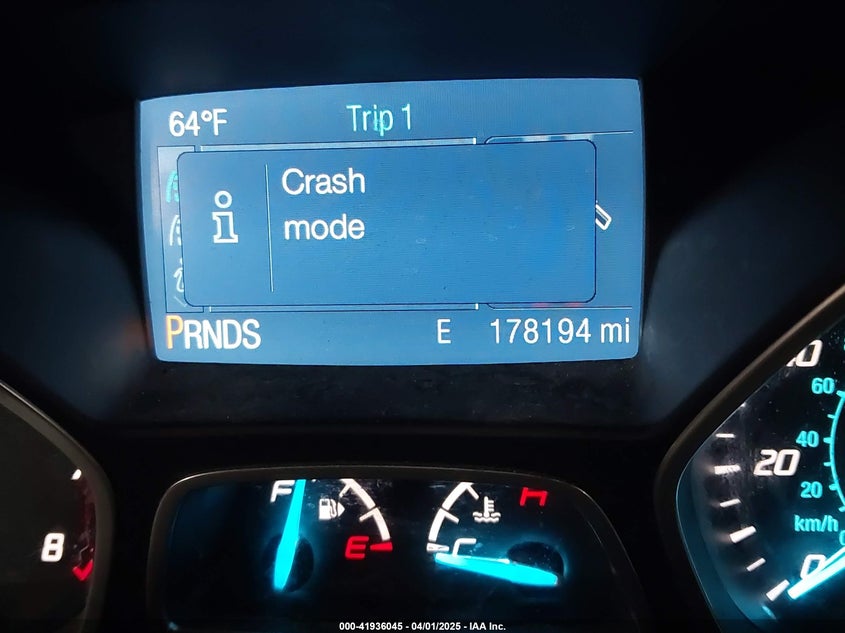 64°F Trip 1
Crash
mode
PRNDS E 178194 mi
F
E
C
H
8
60
40
20
20
km/h
0
000-41936045 - 04/01/2025 - IAA Inc.